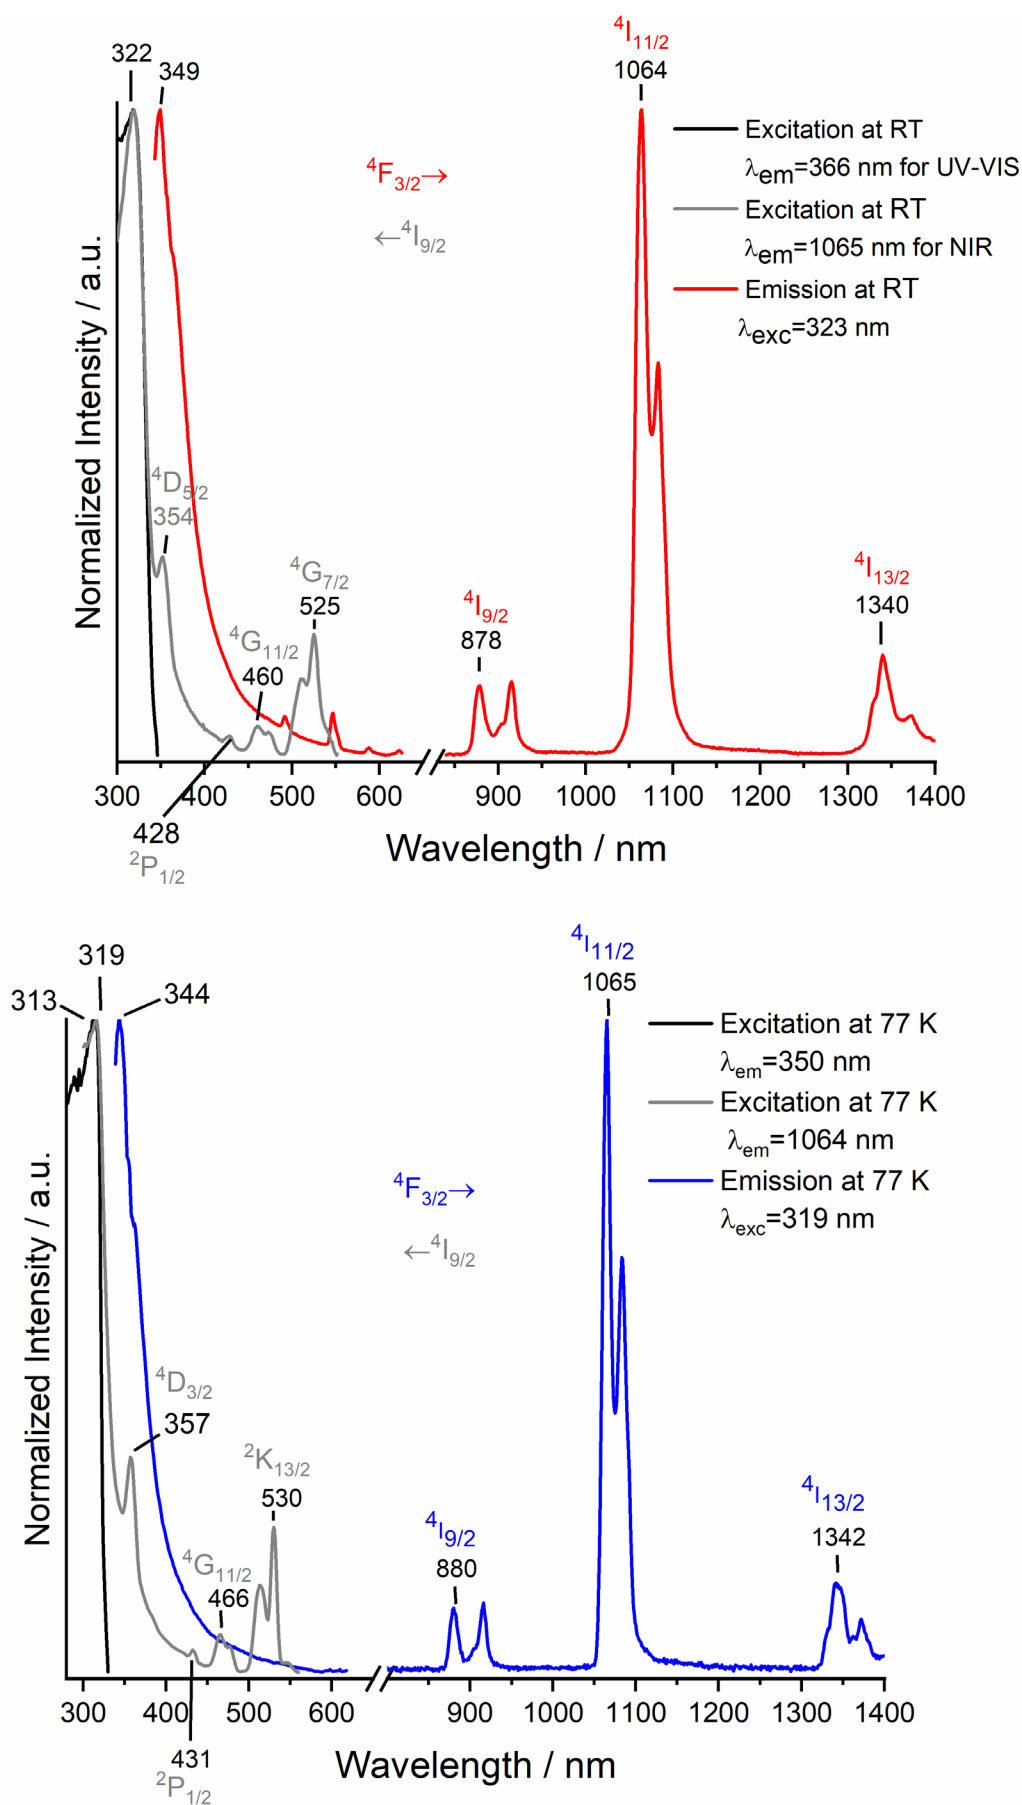 322
349
⁴I₁₁/₂
1064
Excitation at RT
λem=366 nm for UV-VIS
Excitation at RT
λem=1065 nm for NIR
Emission at RT
λexc=323 nm
⁴F₃/₂→
←⁴I₉/₂
Normalized Intensity / a.u.
⁴D₅/₂
354
⁴G₇/₂
525
⁴G₁₁/₂
460
⁴I₉/₂
878
⁴I₁₃/₂
1340
300 400 500 600 900 1000 1100 1200 1300 1400
428
²P₁/₂
Wavelength / nm
319
313
344
⁴I₁₁/₂
1065
Excitation at 77 K
λem=350 nm
Excitation at 77 K
λem=1064 nm
Emission at 77 K
λexc=319 nm
⁴F₃/₂→
←⁴I₉/₂
Normalized Intensity / a.u.
⁴D₃/₂
357
²K₁₃/₂
530
⁴G₁₁/₂
466
⁴I₉/₂
880
⁴I₁₃/₂
1342
300 400 500 600 900 1000 1100 1200 1300 1400
431
²P₁/₂
Wavelength / nm